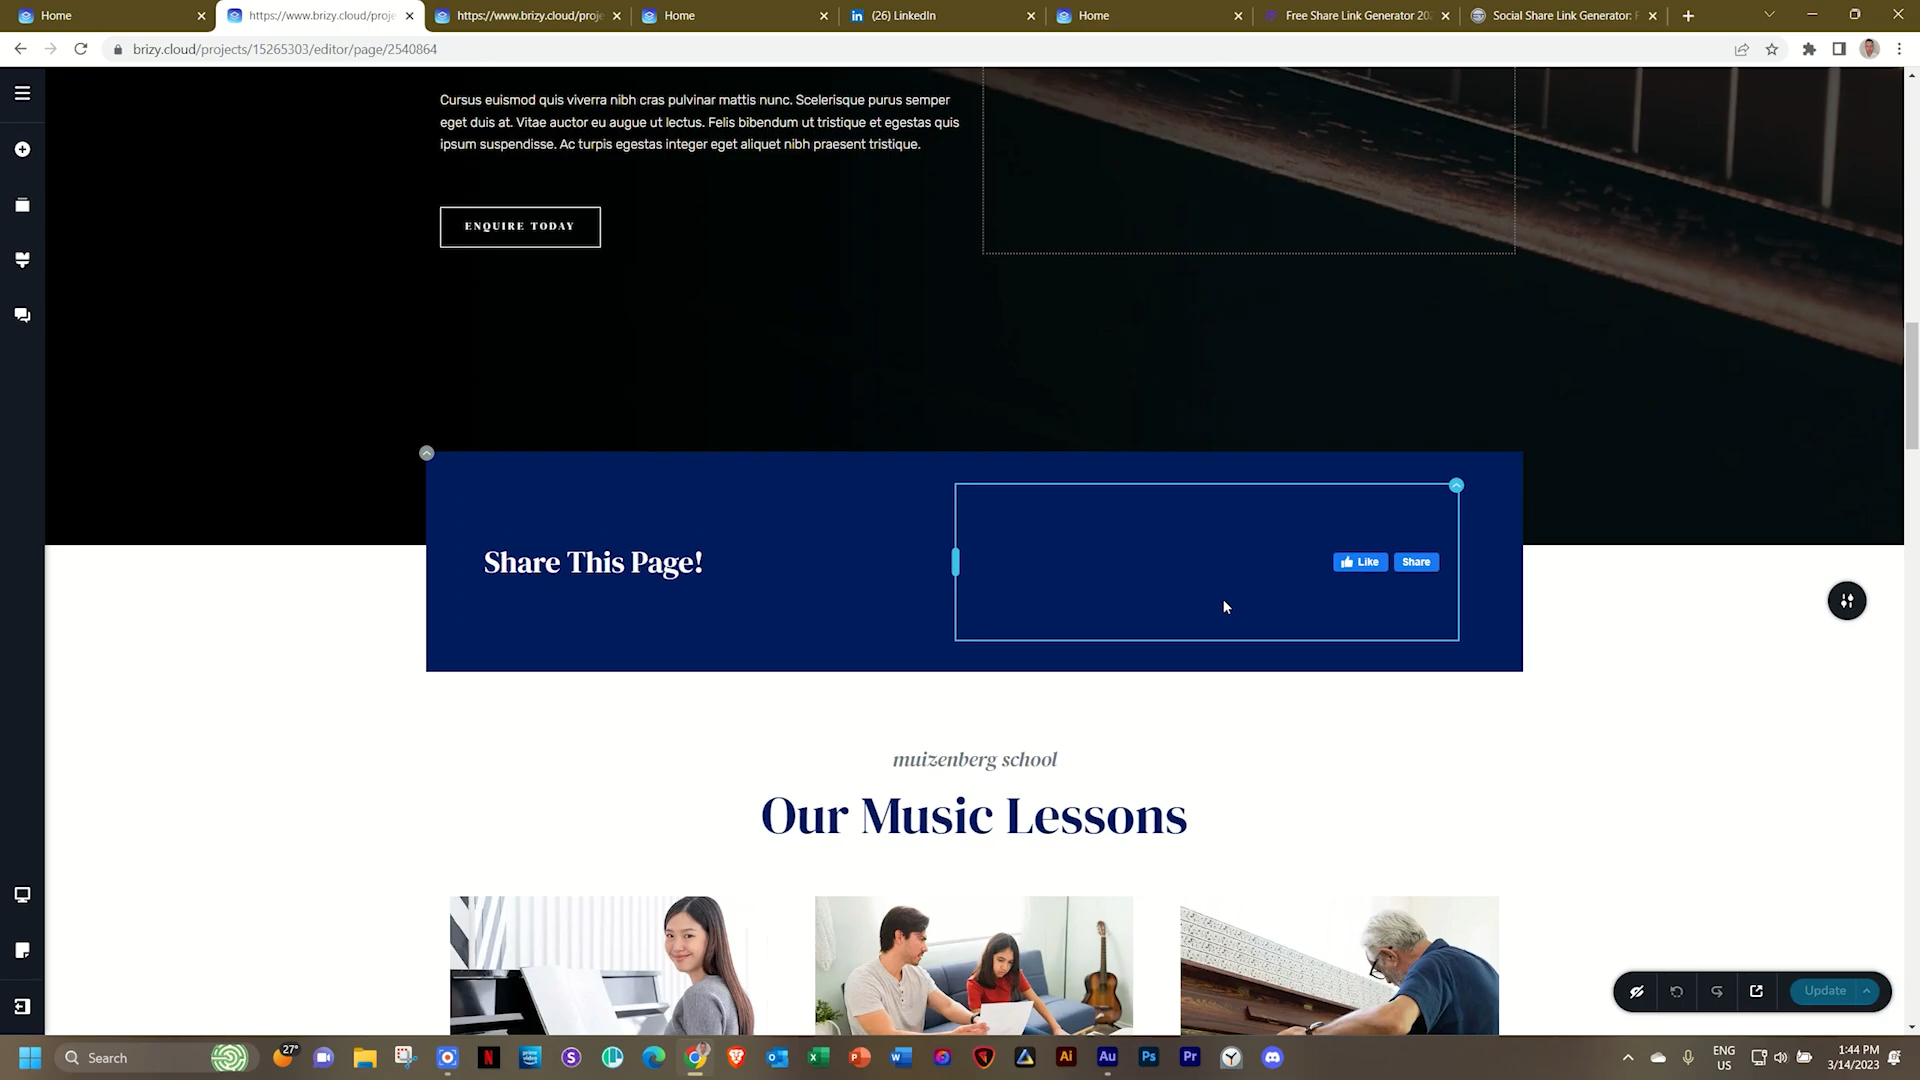 Home
https://www.brizy.cloud/proje
https://www.brizy.cloud/proje
Home
(26) LinkedIn
Home
Free Share Link Generator 202
Social Share Link Generator: F
brizy.cloud/projects/15265303/editor/page/2540864
Cursus euismod quis viverra nibh cras pulvinar mattis nunc. Scelerisque purus semper
eget duis at. Vitae auctor eu augue ut lectus. Felis bibendum ut tristique et egestas quis
ipsum suspendisse. Ac turpis egestas integer eget aliquet nibh praesent tristique.
ENQUIRE TODAY
Share This Page!
Like
Share
muizenberg school
Our Music Lessons
Update
Search
27°
ENG
US
1:44 PM
3/14/2023